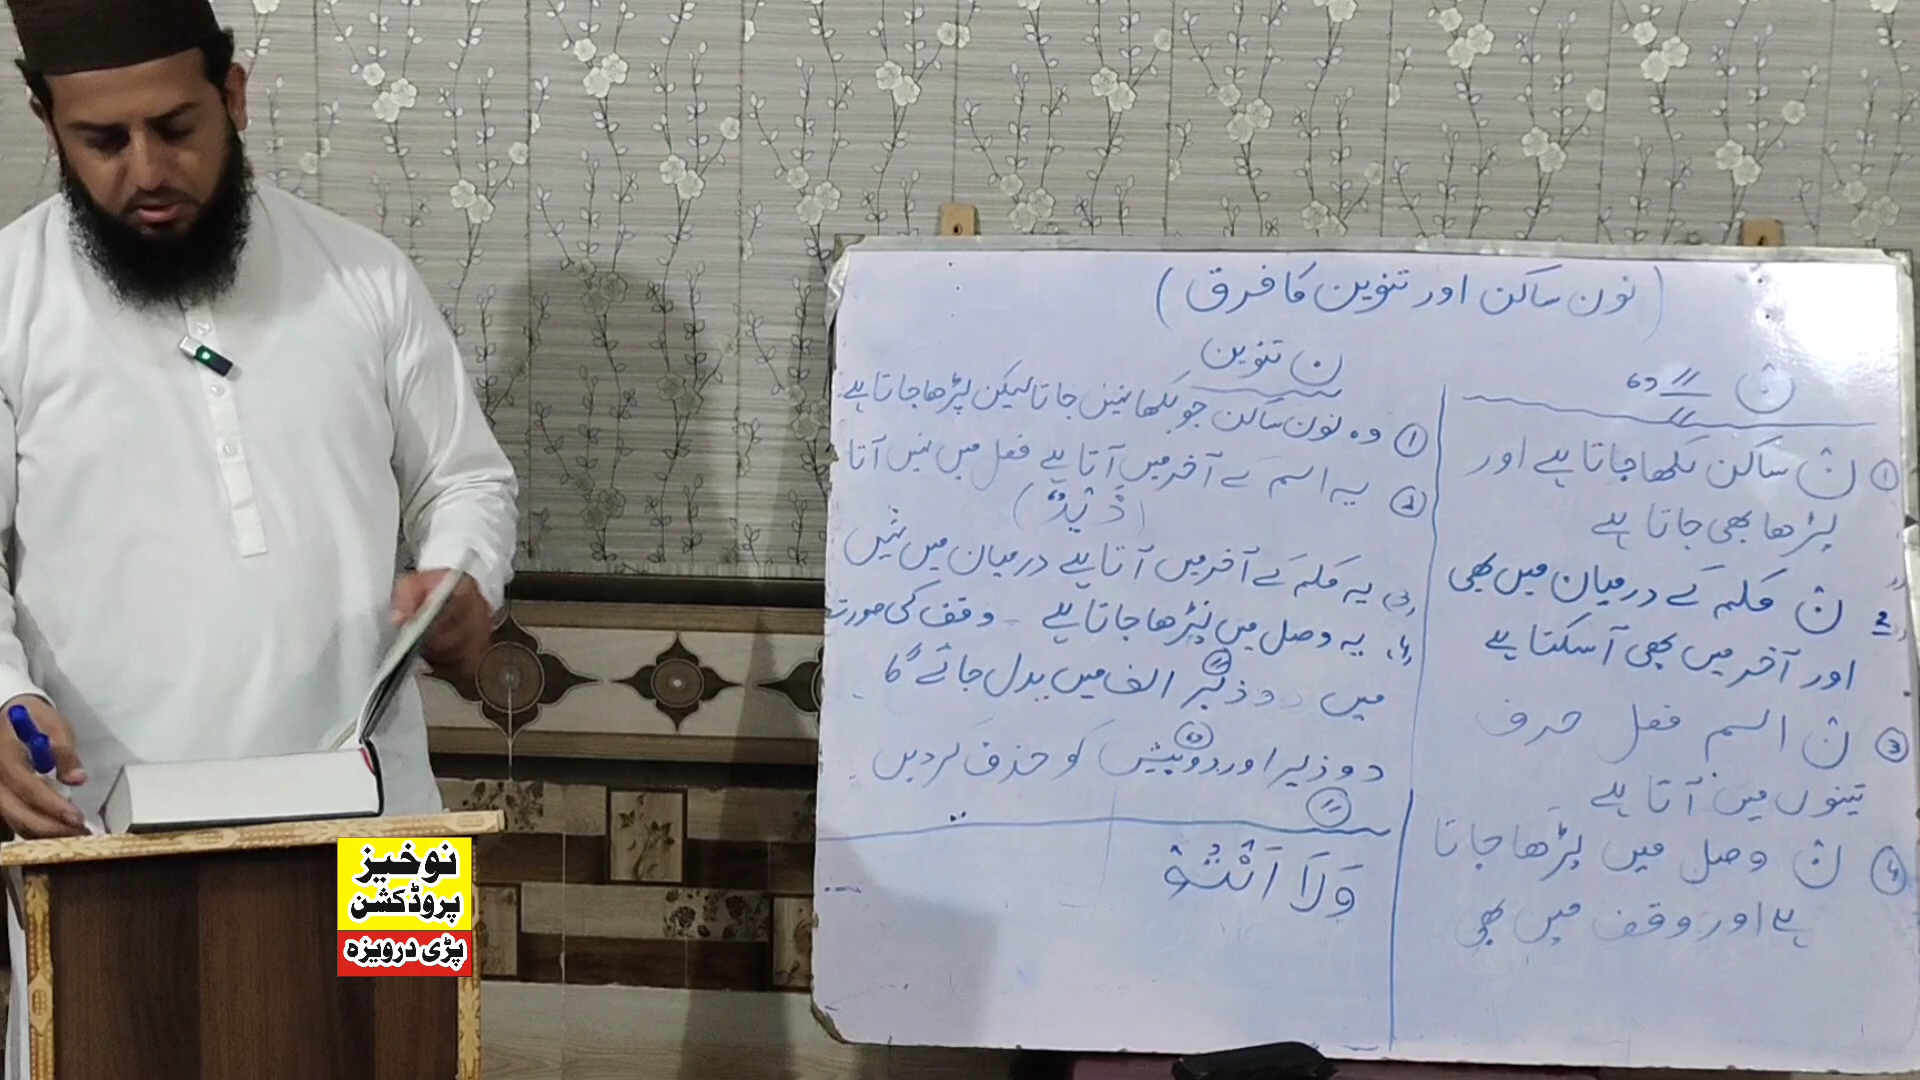 (نون ساکن اور تنوین کا فرق)
نْ
① نْ ساکن لکھا جاتا ہے اور
پڑھا بھی جاتا ہے
2 نْ کلمہ کے درمیان میں بھی
اور آخر میں بھی آ سکتا ہے
③ نْ اسم فعل حرف
تینوں میں آتا ہے
④ نْ وصل میں پڑھا جاتا
ہے اور وقف میں بھی
ن تنوین
① وہ نون ساکن جو لکھا نہیں جاتا لیکن پڑھا جاتا ہے
② یہ اسم کے آخر میں آتا ہے فعل میں نہیں آتا
(3) یہ کلمہ کے آخر میں آتا ہے درمیان میں نہیں
(4) یہ وصل میں پڑھا جاتا ہے - وقف کی صورت
میں دو زبر الف میں بدل جائے گا
دو زیر اور دو پیش کو حذف کردیں
نوخیز
پروڈکشن
پڑی درویزہ